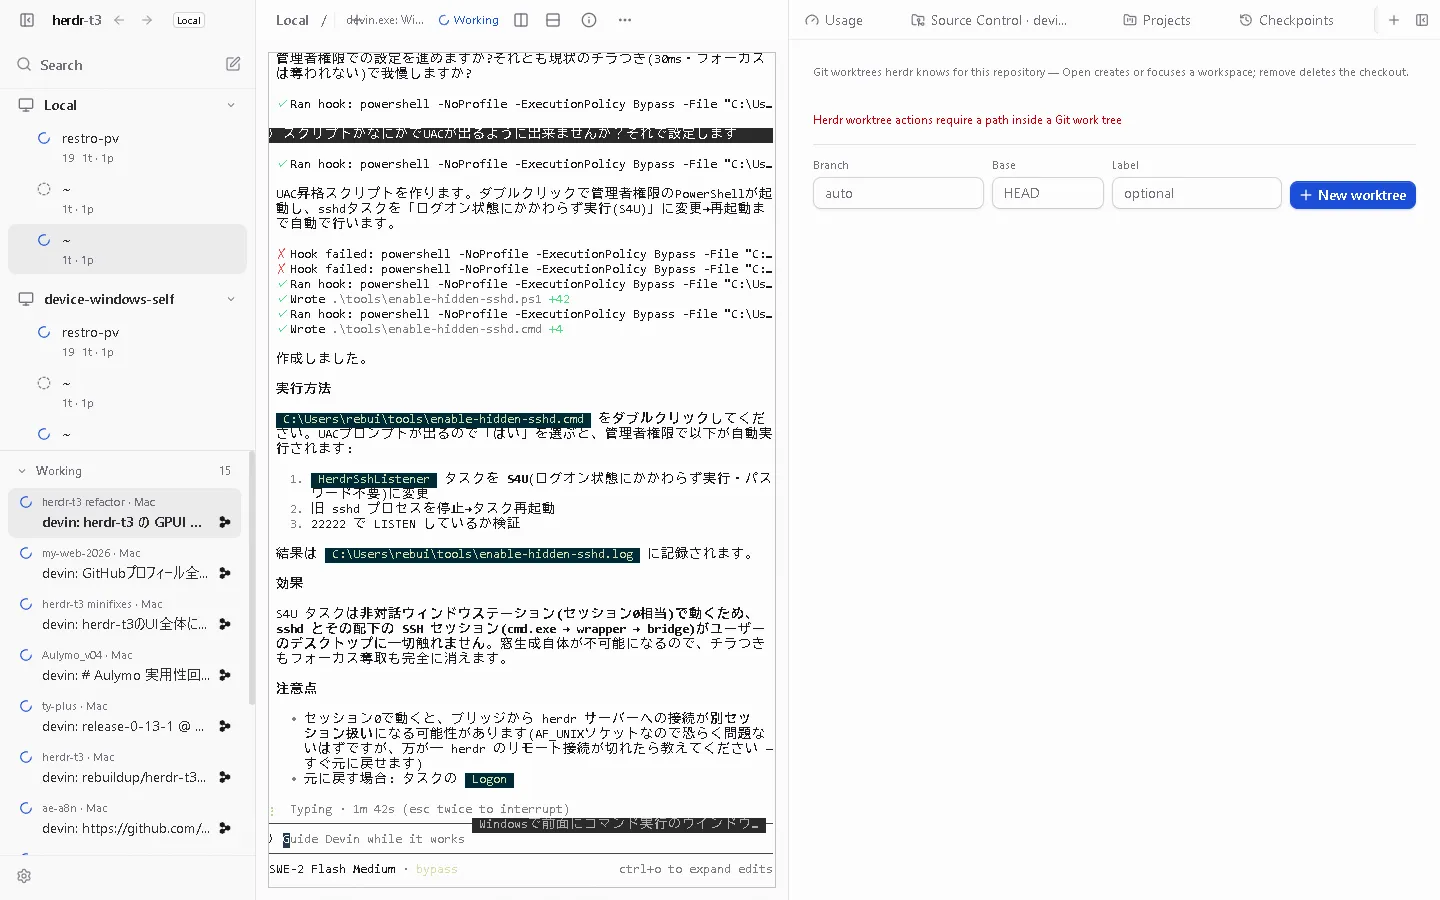 herdr-t3
Local
Search
Local
restro-pv
19 1t · 1p
~
1t · 1p
~
1t · 1p
device-windows-self
restro-pv
19 1t · 1p
~
1t · 1p
~
Working 15
herdr-t3 refactor · Mac
devin: herdr-t3 の GPUI ...
my-web-2026 · Mac
devin: GitHubプロフィール全...
herdr-t3 minifixes · Mac
devin: herdr-t3のUI全体に...
Aulymo_v04 · Mac
devin: # Aulymo 実用性回...
ty-plus · Mac
devin: release-0-13-1 @ ...
herdr-t3 · Mac
devin: rebuildup/herdr-t3...
ae-a8n · Mac
devin: https://github.com/...
Local / devin.exe: Wi... Working
管理者権限での設定を進めますか?それとも現状のチラつき(30ms・フォーカス
は奪われない)で我慢しますか?
✓ Ran hook: powershell -NoProfile -ExecutionPolicy Bypass -File "C:\Us…
❯ スクリプトかなにかでUACが出るように出来ませんか？それで設定します
✓ Ran hook: powershell -NoProfile -ExecutionPolicy Bypass -File "C:\Us…
UAC昇格スクリプトを作ります。ダブルクリックで管理者権限のPowerShellが起
動し、sshdタスクを「ログオン状態にかかわらず実行(S4U)」に変更→再起動ま
で自動で行います。
✗ Hook failed: powershell -NoProfile -ExecutionPolicy Bypass -File "C:…
✗ Hook failed: powershell -NoProfile -ExecutionPolicy Bypass -File "C:…
✓ Ran hook: powershell -NoProfile -ExecutionPolicy Bypass -File "C:\Us…
✓ Wrote .\tools\enable-hidden-sshd.ps1 +42
✓ Ran hook: powershell -NoProfile -ExecutionPolicy Bypass -File "C:\Us…
✓ Wrote .\tools\enable-hidden-sshd.cmd +4
作成しました。
実行方法
C:\Users\rebui\tools\enable-hidden-sshd.cmd をダブルクリックしてくだ
さい。UACプロンプトが出るので「はい」を選ぶと、管理者権限で以下が自動実
行されます:
1. HerdrSshListener タスクを S4U(ログオン状態にかかわらず実行・パス
ワード不要)に変更
2. 旧 sshd プロセスを停止→タスク再起動
3. 22222 で LISTEN しているか検証
結果は C:\Users\rebui\tools\enable-hidden-sshd.log に記録されます。
効果
S4U タスクは非対話ウィンドウステーション(セッション0相当)で動くため、
sshd とその配下の SSH セッション(cmd.exe → wrapper → bridge)がユーザー
のデスクトップに一切触れません。窓生成自体が不可能になるので、チラつき
もフォーカス奪取も完全に消えます。
注意点
• セッション0で動くと、ブリッジから herdr サーバーへの接続が別セッ
ション扱いになる可能性があります(AF_UNIXソケットなので恐らく問題な
いはずですが、万が一 herdr のリモート接続が切れたら教えてください —
すぐ元に戻せます)
• 元に戻す場合: タスクの Logon
Typing · 1m 42s (esc twice to interrupt)
Windowsで前面にコマンド実行のウインドウ…
❯ Guide Devin while it works
SWE-2 Flash Medium · bypass ctrl+o to expand edits
Usage
Source Control · devi...
Projects
Checkpoints
Git worktrees herdr knows for this repository — Open creates or focuses a workspace; remove deletes the checkout.
Herdr worktree actions require a path inside a Git work tree
Branch Base Label
auto HEAD optional + New worktree